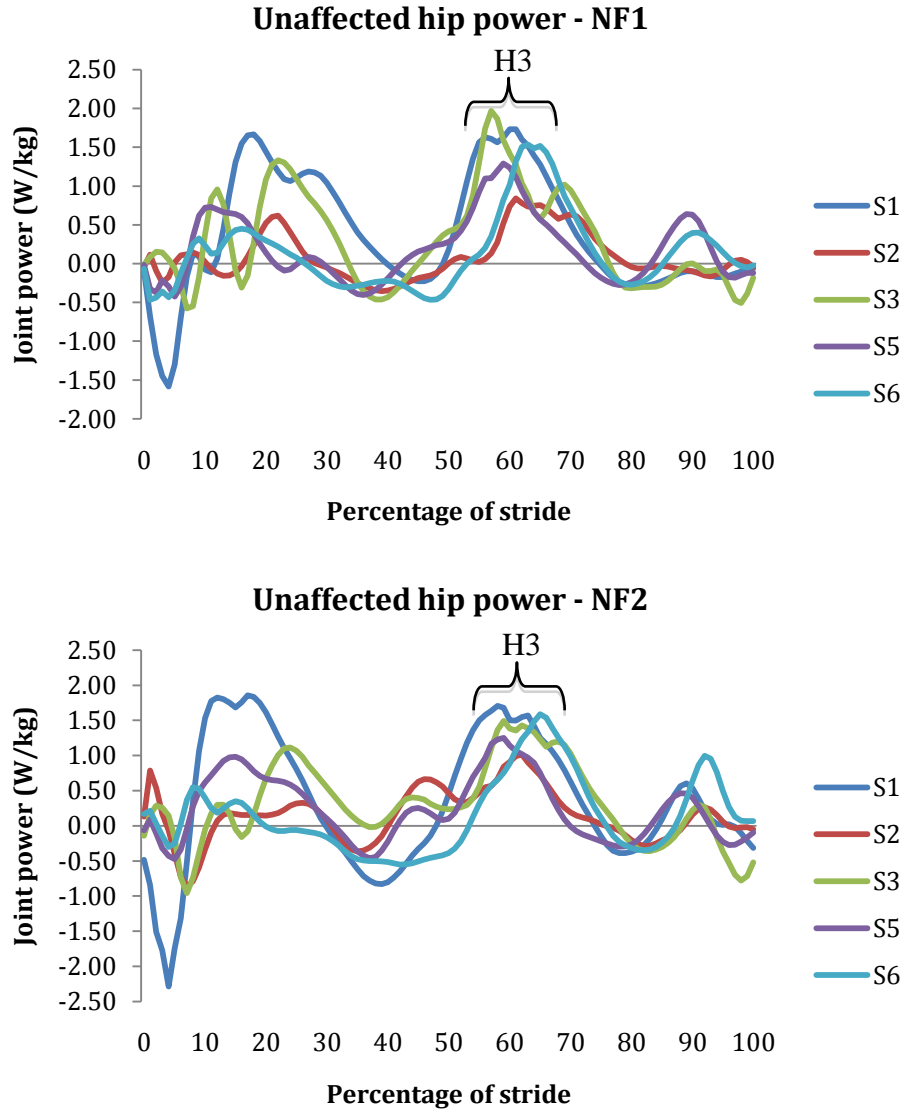 Unaffected hip power - NF1
H3
2.50
2.00
1.50
1.00
0.50
0.00
-0.50
-1.00
-1.50
-2.00
Joint power (W/kg)
0 10 20 30 40 50 60 70 80 90 100
Percentage of stride
S1
S2
S3
S5
S6
Unaffected hip power - NF2
H3
2.50
2.00
1.50
1.00
0.50
0.00
-0.50
-1.00
-1.50
-2.00
-2.50
Joint power (W/kg)
0 10 20 30 40 50 60 70 80 90 100
Percentage of stride
S1
S2
S3
S5
S6